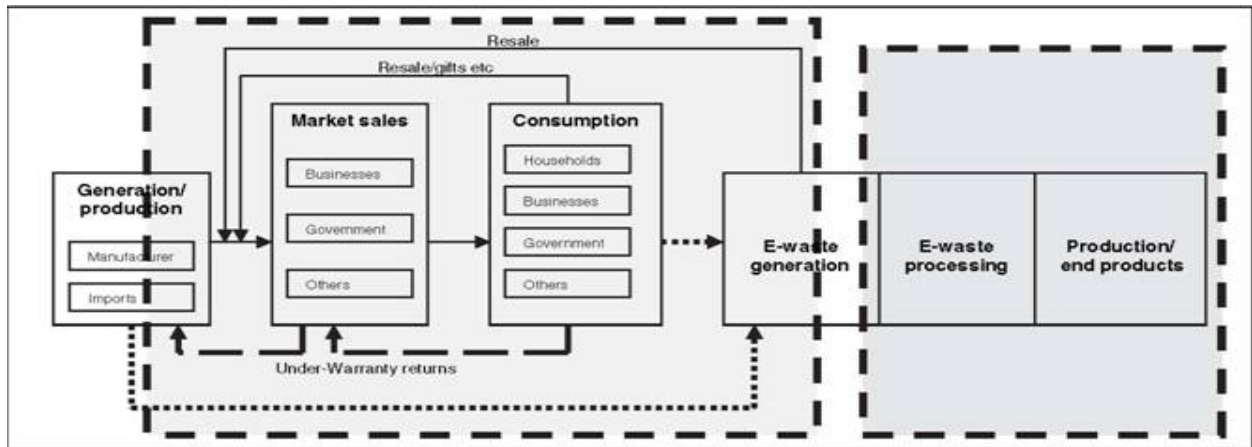 Resale
Resale/gifts etc
Generation/
production
Manufacturer
Imports
Market sales
Businesses
Government
Others
Consumption
Households
Businesses
Government
Others
E-waste
generation
E-waste
processing
Production/
end products
Under-Warranty returns